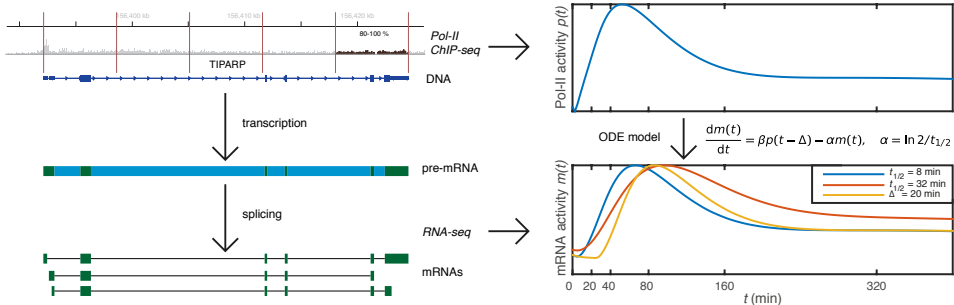 156,400 kb
156,410 kb
156,420 kb
80-100 %
Pol-II
ChIP-seq
TIPARP
DNA
transcription
pre-mRNA
splicing
RNA-seq
mRNAs
Pol-II activity p(t)
ODE model
dm(t)/dt = βp(t − Δ) − αm(t), α = ln 2/t1/2
mRNA activity m(t)
t1/2 = 8 min
t1/2 = 32 min
Δ = 20 min
0 20 40 80 160 320
t (min)